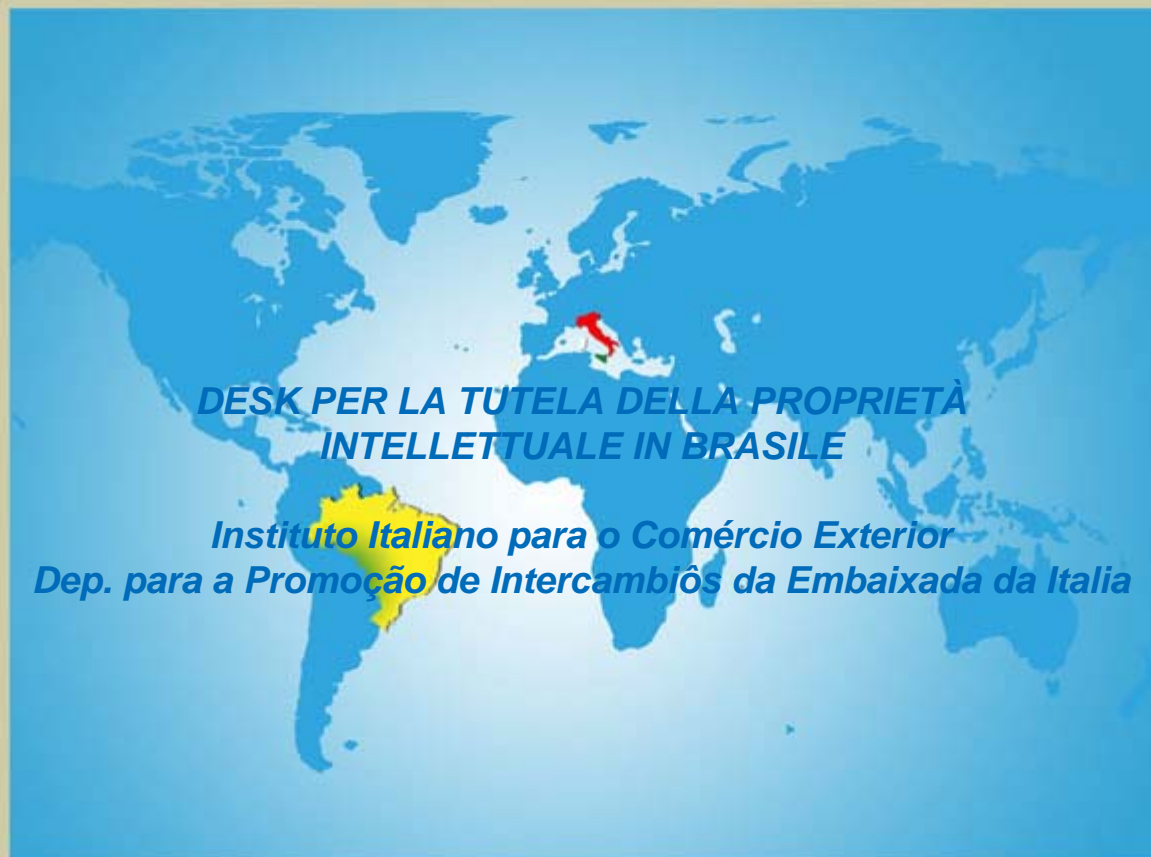 DESK PER LA TUTELA DELLA PROPRIETÀ
INTELLETTUALE IN BRASILE
Instituto Italiano para o Comércio Exterior
Dep. para a Promoção de Intercambiôs da Embaixada da Italia